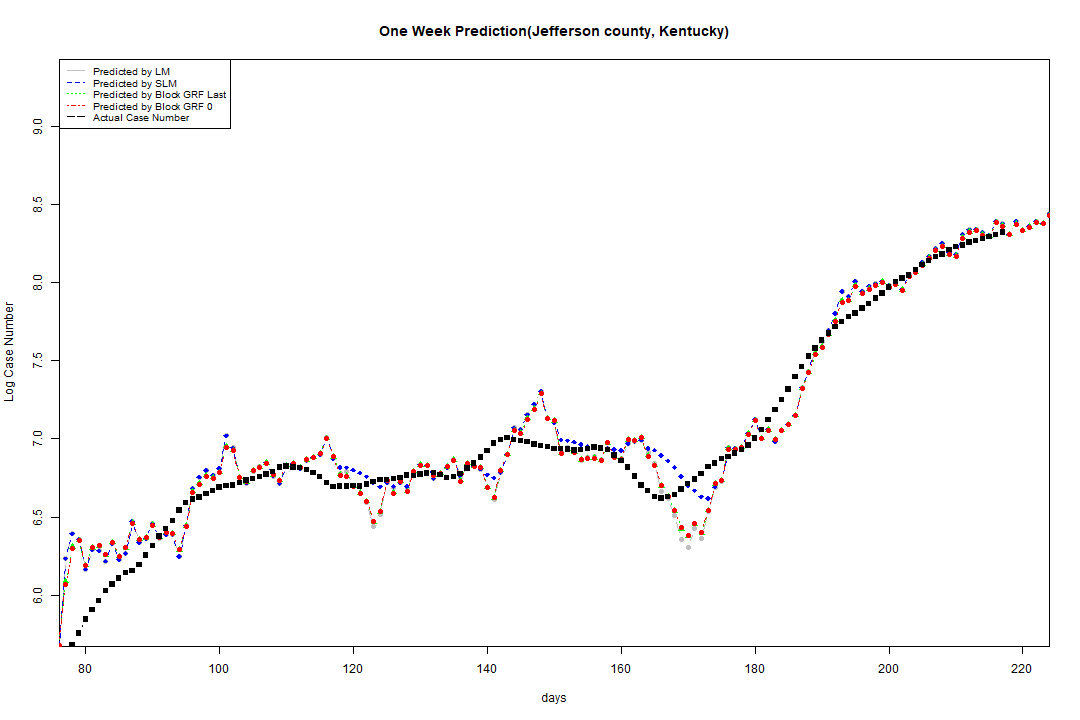 One Week Prediction(Jefferson county, Kentucky)
Predicted by LM
Predicted by SLM
Predicted by Block GRF Last
Predicted by Block GRF 0
Actual Case Number
Log Case Number
9.0
8.5
8.0
7.5
7.0
6.5
6.0
80 100 120 140 160 180 200 220
days